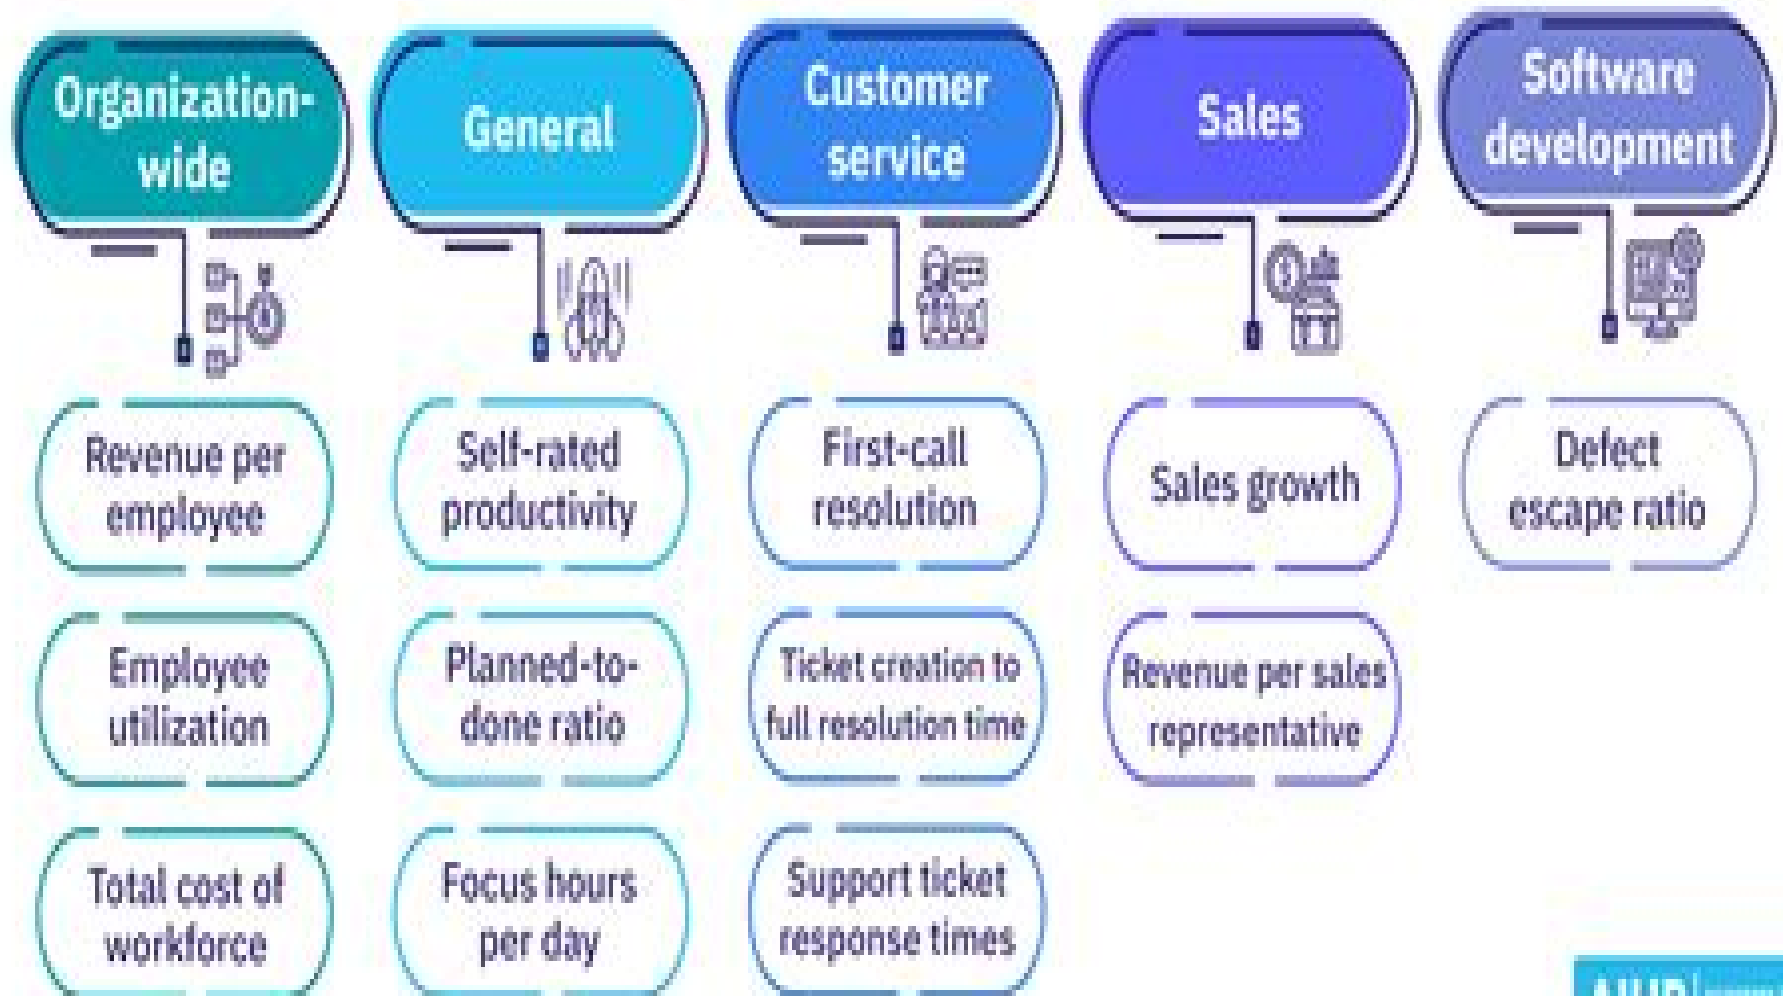 Organization-
wide
General
Customer
service
Sales
Software
development
Revenue per
employee
Self-rated
productivity
First-call
resolution
Sales growth
Defect
escape ratio
Employee
utilization
Planned-to-
done ratio
Ticket creation to
full resolution time
Revenue per sales
representative
Total cost of
workforce
Focus hours
per day
Support ticket
response times